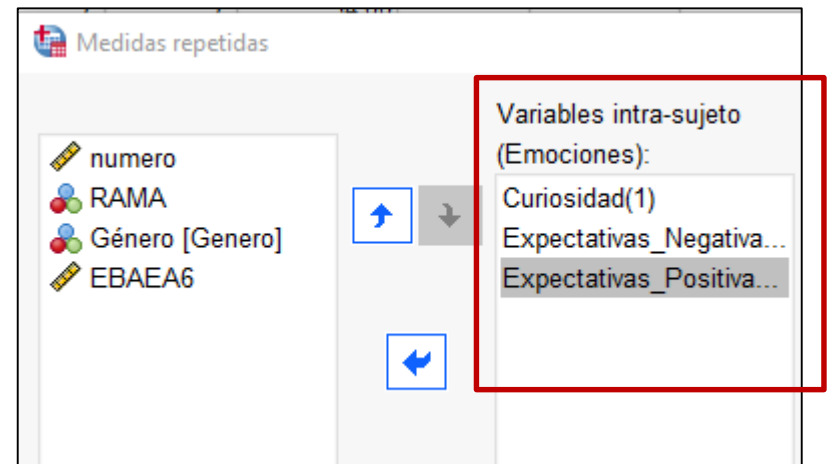 Medidas repetidas
Variables intra-sujeto
(Emociones):
numero
RAMA
Género [Genero]
EBAEA6
Curiosidad(1)
Expectativas_Negativa...
Expectativas_Positiva...